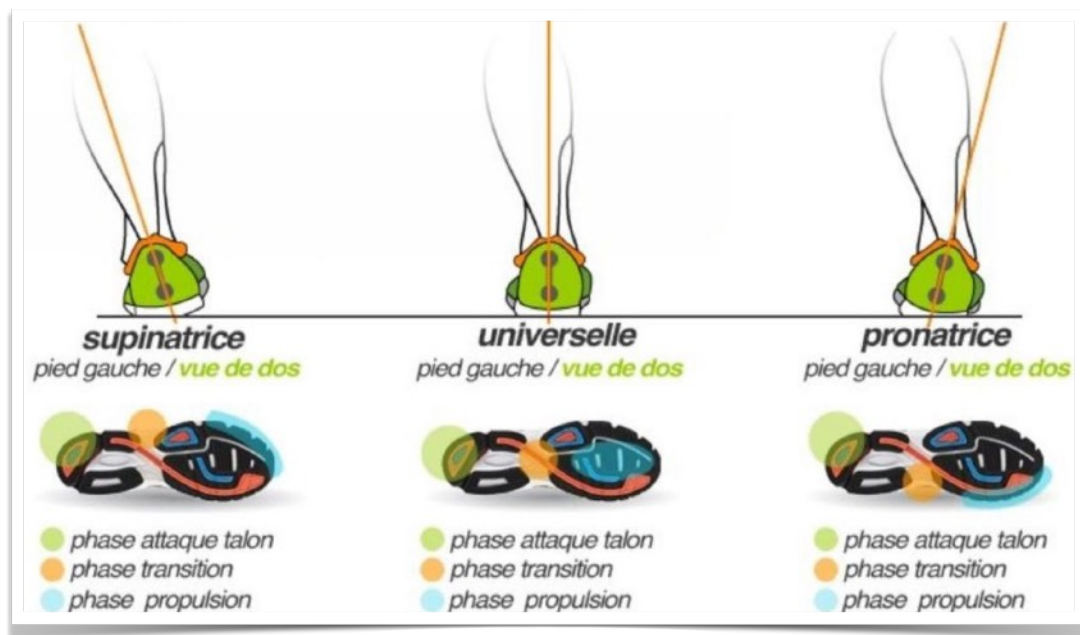 supinatrice
pied gauche / vue de dos
phase attaque talon
phase transition
phase propulsion
universelle
pied gauche / vue de dos
phase attaque talon
phase transition
phase propulsion
pronatrice
pied gauche / vue de dos
phase attaque talon
phase transition
phase propulsion